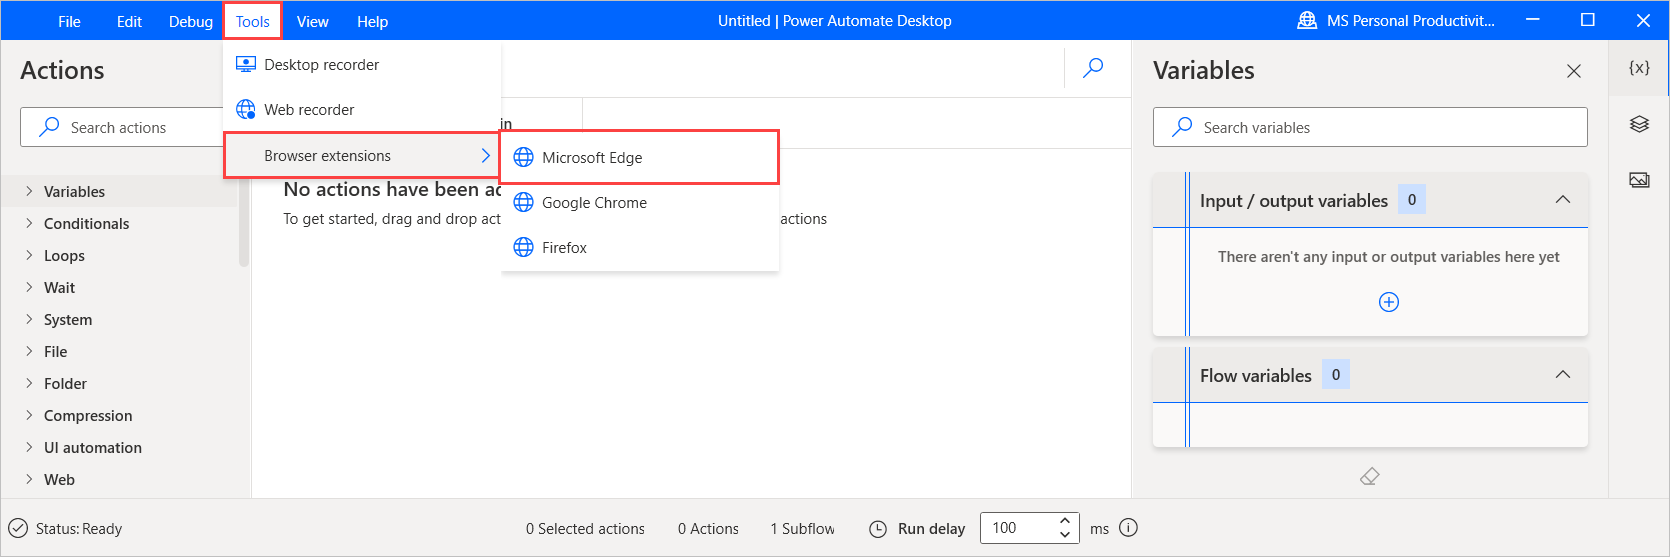 File Edit Debug Tools View Help Untitled | Power Automate Desktop MS Personal Productivit...
Actions
Search actions
Variables
Conditionals
Loops
Wait
System
File
Folder
Compression
UI automation
Web
Desktop recorder
Web recorder
Browser extensions
Microsoft Edge
Google Chrome
Firefox
in
No actions have been ac
To get started, drag and drop act
actions
Variables
{x}
Search variables
Input / output variables 0
There aren't any input or output variables here yet
Flow variables 0
Status: Ready 0 Selected actions 0 Actions 1 Subflow Run delay 100 ms